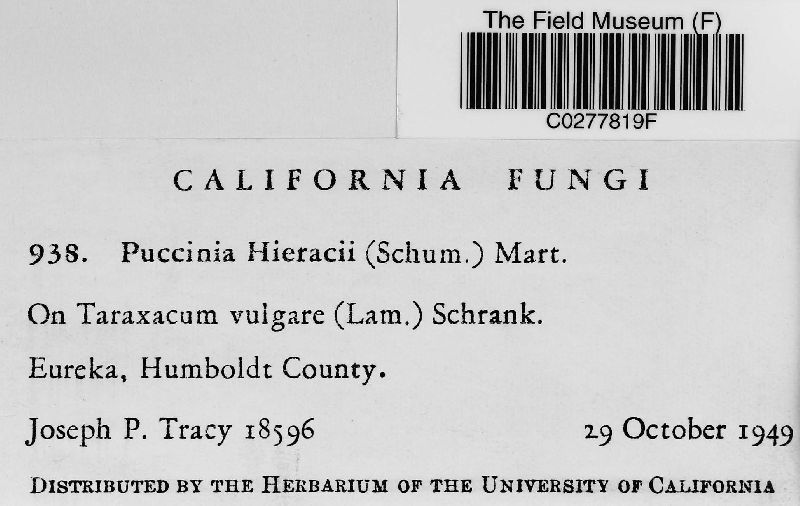 The Field Museum (F)
C0277819F
CALIFORNIA FUNGI
938. Puccinia Hieracii (Schum.) Mart.
On Taraxacum vulgare (Lam.) Schrank.
Eureka, Humboldt County.
Joseph P. Tracy 18596 29 October 1949
DISTRIBUTED BY THE HERBARIUM OF THE UNIVERSITY OF CALIFORNIA